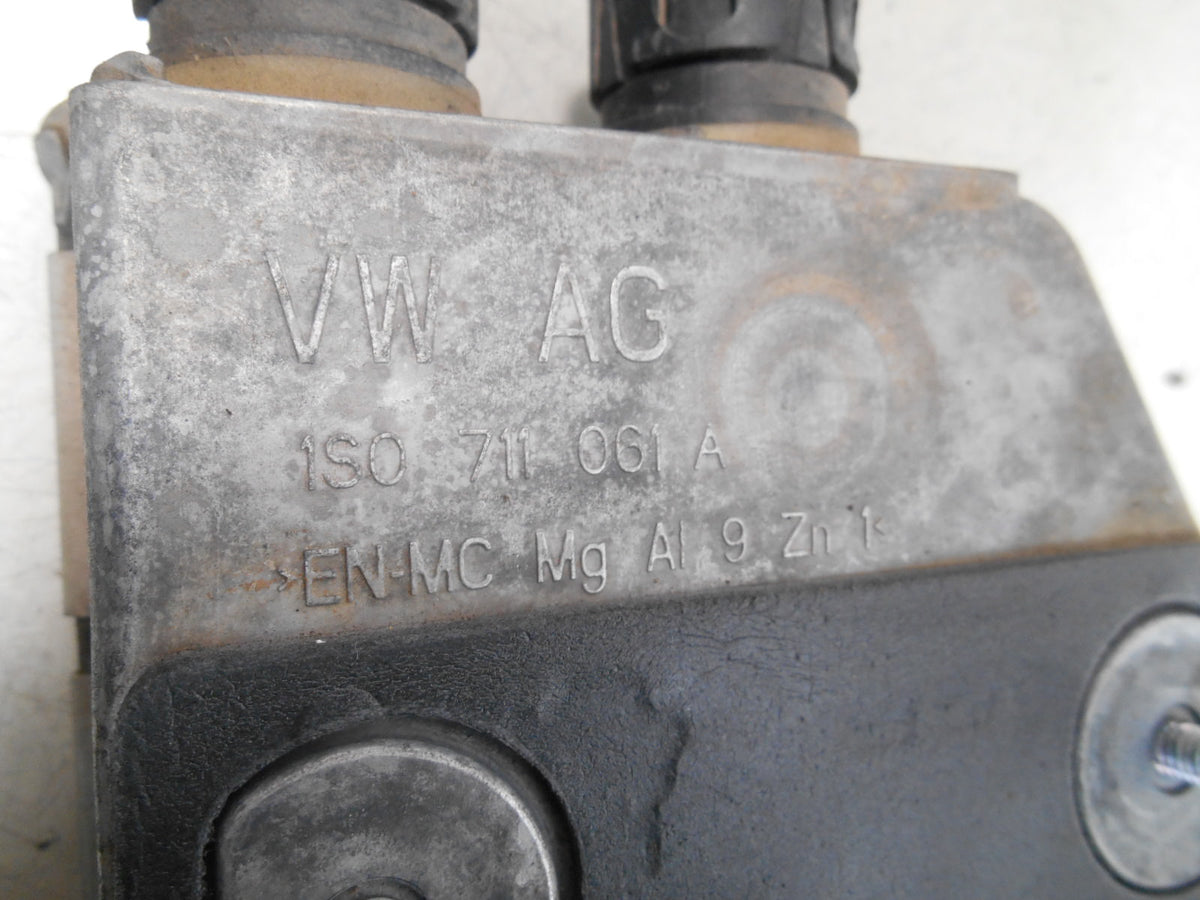 VW AG
1S0 711 061 A
>EN-MC Mg Al 9 Zn 1<